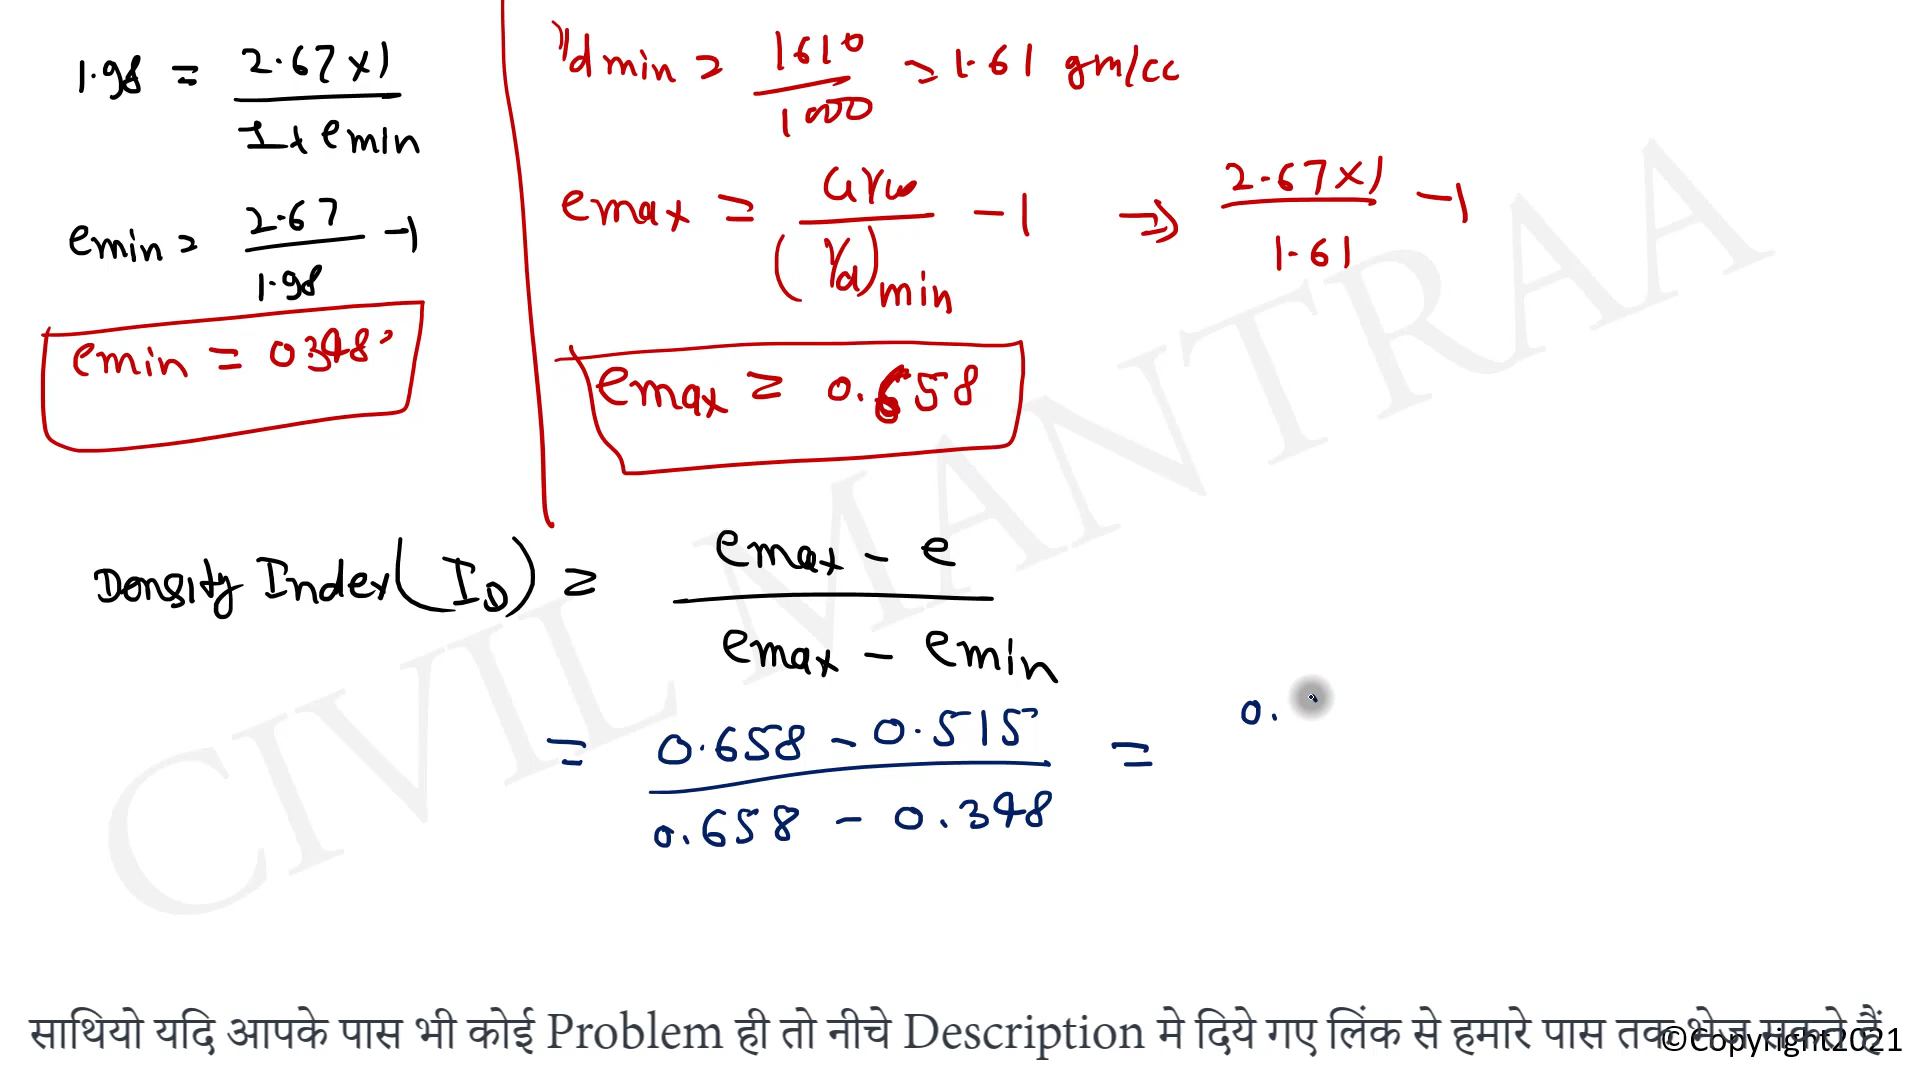 1.98 = 2.67×1 / 1+emin
emin = 2.67 / 1.98 -1
emin = 0.348
γd min = 1610 / 1000 = 1.61 gm/cc
emax = Gγw / (γd)min - 1 ⇒ 2.67×1 / 1.61 -1
emax = 0.658
Density Index (ID) = emax - e / emax - emin
= 0.658 - 0.515 / 0.658 - 0.348 = 0.
CIVIL MANTRAA
साथियो यदि आपके पास भी कोई Problem ही तो नीचे Description मे दिये गए लिंक से हमारे पास तक भेज सकते हैं
©Copyright2021